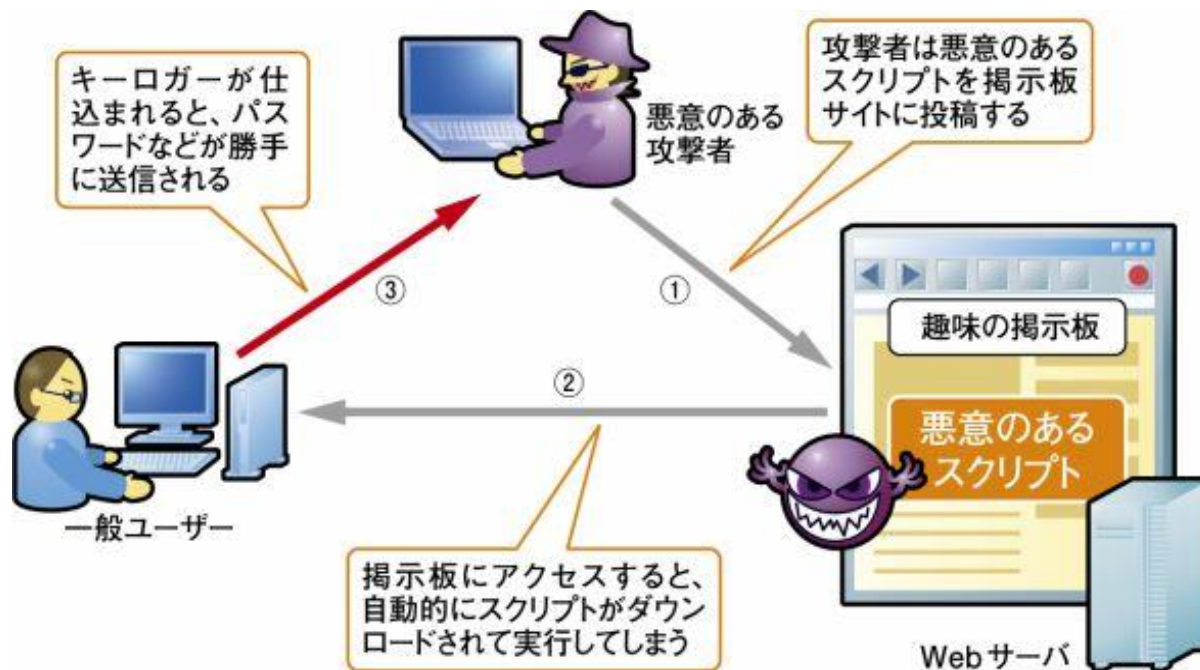 キーロガーが仕
込まれると、パス
ワードなどが勝手
に送信される
悪意のある
攻撃者
攻撃者は悪意のある
スクリプトを掲示板
サイトに投稿する
③
①
趣味の掲示板
②
悪意のある
スクリプト
一般ユーザー
掲示板にアクセスすると、
自動的にスクリプトがダウン
ロードされて実行してしまう
Webサーバ